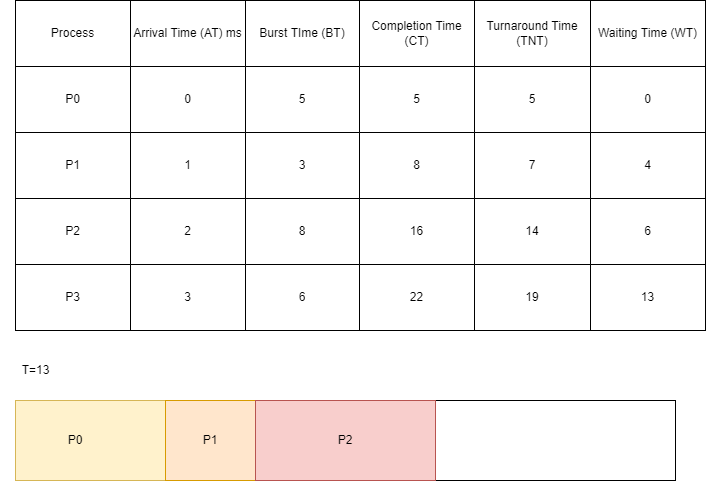 Process Arrival Time (AT) ms Burst TIme (BT) Completion Time (CT) Turnaround Time (TNT) Waiting Time (WT)
P0 0 5 5 5 0
P1 1 3 8 7 4
P2 2 8 16 14 6
P3 3 6 22 19 13
T=13
P0 P1 P2